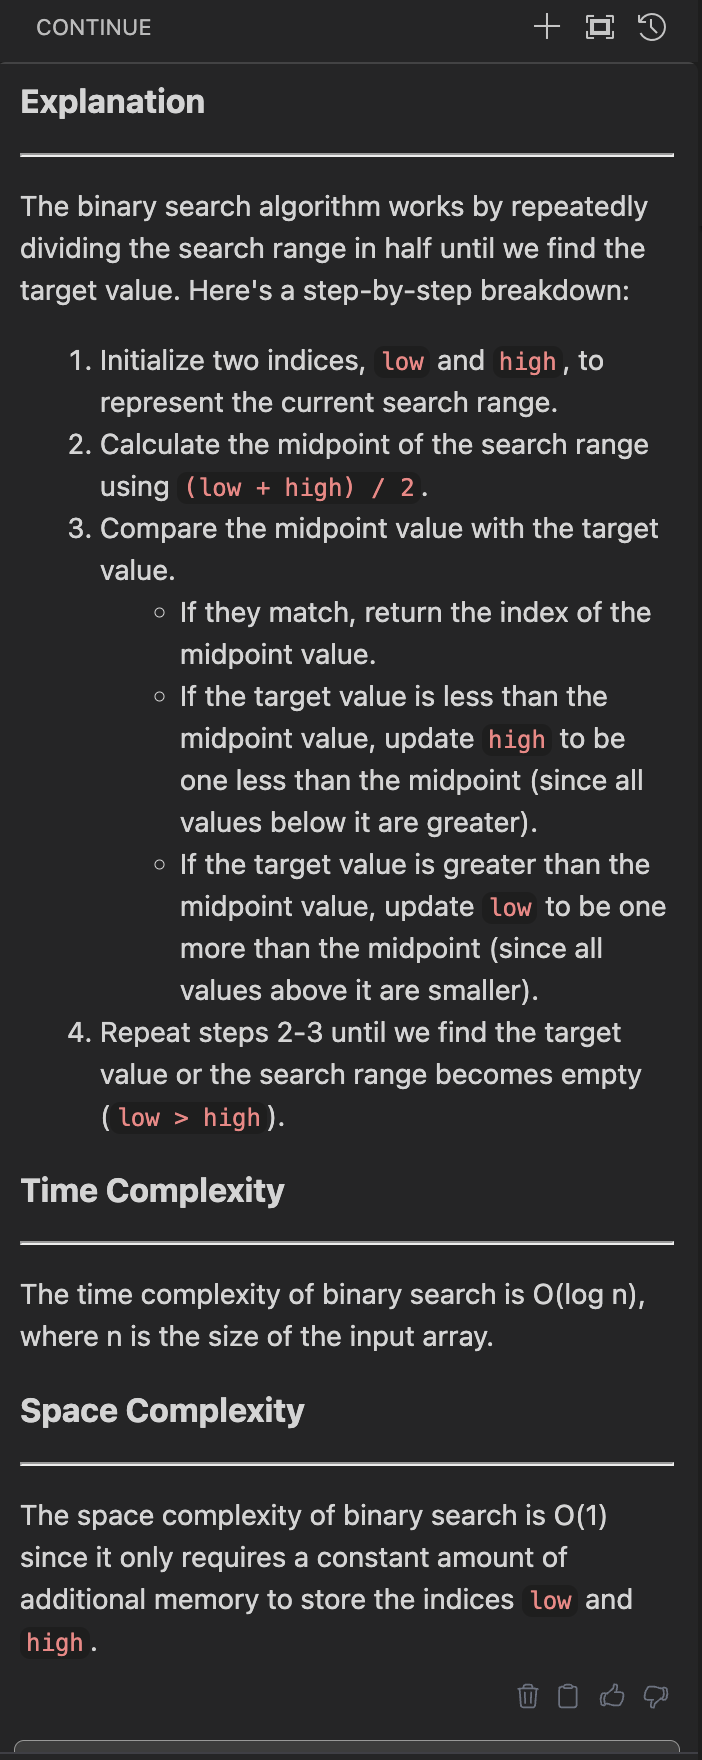 CONTINUE
Explanation
The binary search algorithm works by repeatedly
dividing the search range in half until we find the
target value. Here's a step-by-step breakdown:
1. Initialize two indices, low and high, to
represent the current search range.
2. Calculate the midpoint of the search range
using (low + high) / 2.
3. Compare the midpoint value with the target
value.
◦ If they match, return the index of the
midpoint value.
◦ If the target value is less than the
midpoint value, update high to be
one less than the midpoint (since all
values below it are greater).
◦ If the target value is greater than the
midpoint value, update low to be one
more than the midpoint (since all
values above it are smaller).
4. Repeat steps 2-3 until we find the target
value or the search range becomes empty
(low > high).
Time Complexity
The time complexity of binary search is O(log n),
where n is the size of the input array.
Space Complexity
The space complexity of binary search is O(1)
since it only requires a constant amount of
additional memory to store the indices low and
high.